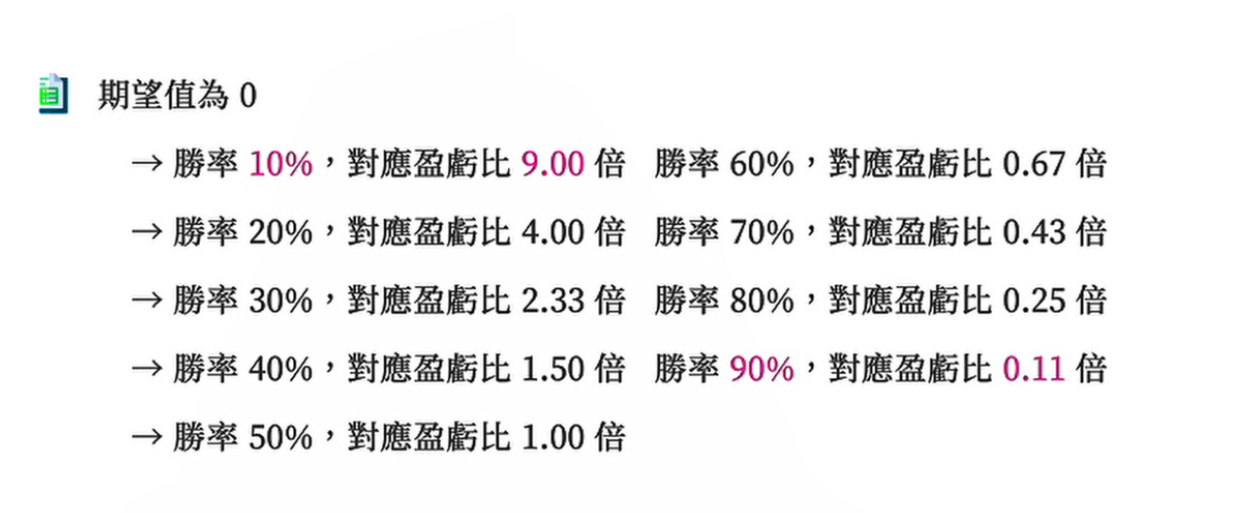 期望值為 0
→ 勝率 10%，對應盈虧比 9.00 倍 勝率 60%，對應盈虧比 0.67 倍
→ 勝率 20%，對應盈虧比 4.00 倍 勝率 70%，對應盈虧比 0.43 倍
→ 勝率 30%，對應盈虧比 2.33 倍 勝率 80%，對應盈虧比 0.25 倍
→ 勝率 40%，對應盈虧比 1.50 倍 勝率 90%，對應盈虧比 0.11 倍
→ 勝率 50%，對應盈虧比 1.00 倍